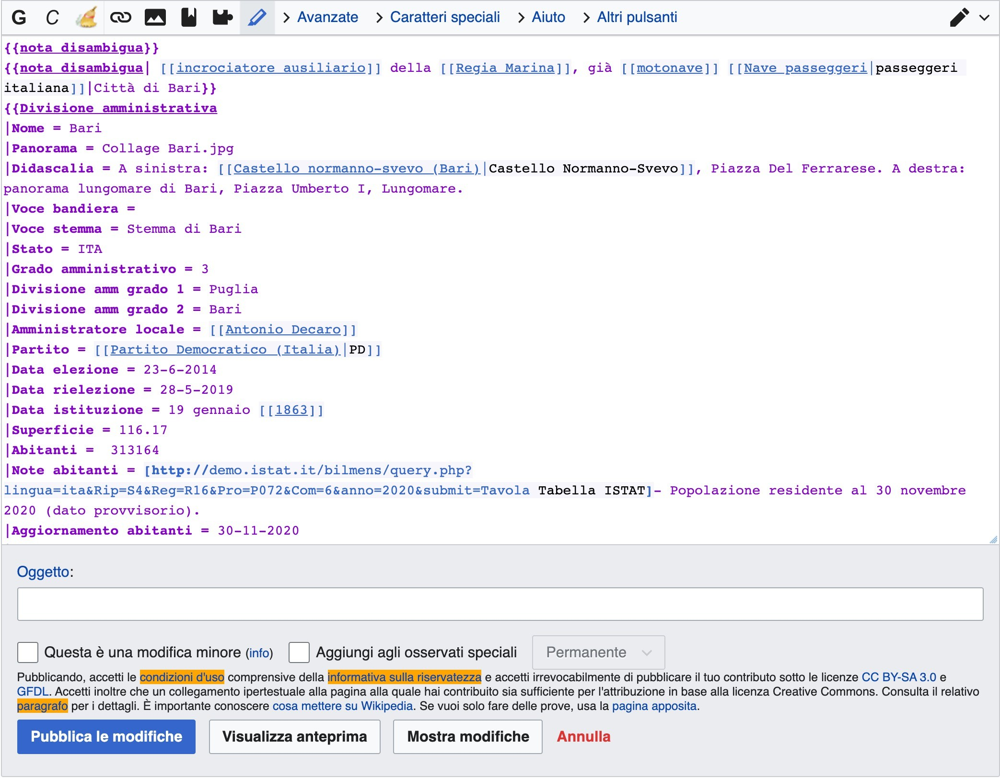 G C Avanzate Caratteri speciali Aiuto Altri pulsanti
{{nota disambigua}}
{{nota disambigua| [[incrociatore ausiliario]] della [[Regia Marina]], già [[motonave]] [[Nave passeggeri|passeggeri
italiana]]|Città di Bari}}
{{Divisione amministrativa
|Nome = Bari
|Panorama = Collage Bari.jpg
|Didascalia = A sinistra: [[Castello normanno-svevo (Bari)|Castello Normanno-Svevo]], Piazza Del Ferrarese. A destra:
panorama lungomare di Bari, Piazza Umberto I, Lungomare.
|Voce bandiera =
|Voce stemma = Stemma di Bari
|Stato = ITA
|Grado amministrativo = 3
|Divisione amm grado 1 = Puglia
|Divisione amm grado 2 = Bari
|Amministratore locale = [[Antonio Decaro]]
|Partito = [[Partito Democratico (Italia)|PD]]
|Data elezione = 23-6-2014
|Data rielezione = 28-5-2019
|Data istituzione = 19 gennaio [[1863]]
|Superficie = 116.17
|Abitanti =  313164
|Note abitanti = [http://demo.istat.it/bilmens/query.php?
lingua=ita&Rip=S4&Reg=R16&Pro=P072&Com=6&anno=2020&submit=Tavola Tabella ISTAT]- Popolazione residente al 30 novembre
2020 (dato provvisorio).
|Aggiornamento abitanti = 30-11-2020
Oggetto:
Questa è una modifica minore (info) Aggiungi agli osservati speciali Permanente
Pubblicando, accetti le condizioni d'uso comprensive della informativa sulla riservatezza e accetti irrevocabilmente di pubblicare il tuo contributo sotto le licenze CC BY-SA 3.0 e
GFDL. Accetti inoltre che un collegamento ipertestuale alla pagina alla quale hai contribuito sia sufficiente per l'attribuzione in base alla licenza Creative Commons. Consulta il relativo
paragrafo per i dettagli. È importante conoscere cosa mettere su Wikipedia. Se vuoi solo fare delle prove, usa la pagina apposita.
Pubblica le modifiche Visualizza anteprima Mostra modifiche Annulla